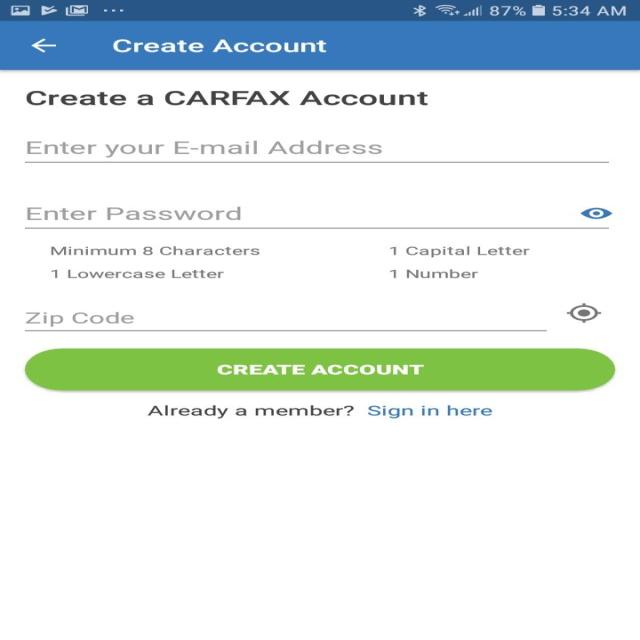 87% 5:34 AM
Create Account
Create a CARFAX Account
Enter your E-mail Address
Enter Password
Minimum 8 Characters 1 Capital Letter
1 Lowercase Letter 1 Number
Zip Code
CREATE ACCOUNT
Already a member? Sign in here